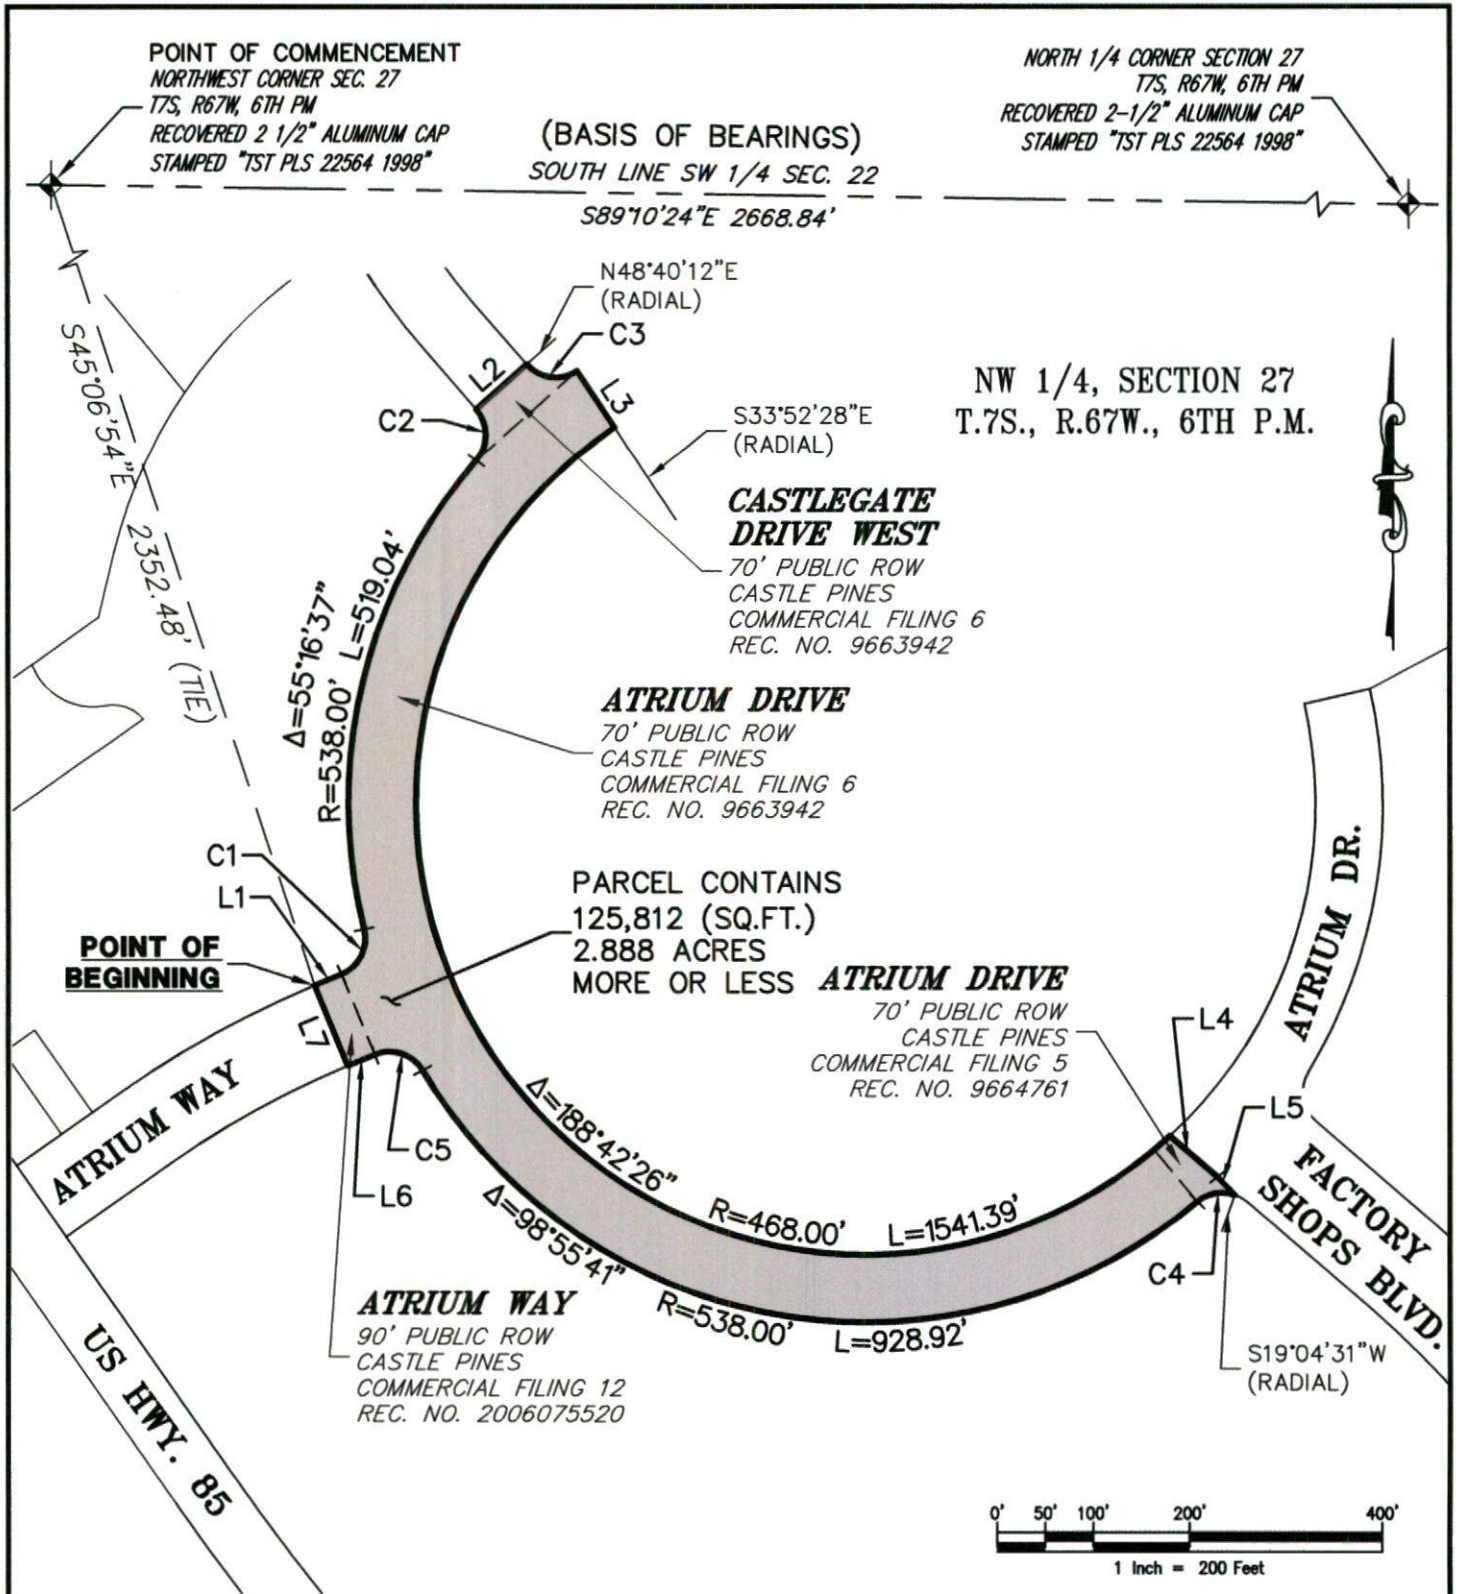 POINT OF COMMENCEMENT
NORTHWEST CORNER SEC. 27
T7S, R67W, 6TH PM
RECOVERED 2 1/2" ALUMINUM CAP
STAMPED "TST PLS 22564 1998"
NORTH 1/4 CORNER SECTION 27
T7S, R67W, 6TH PM
RECOVERED 2-1/2" ALUMINUM CAP
STAMPED "TST PLS 22564 1998"
(BASIS OF BEARINGS)
SOUTH LINE SW 1/4 SEC. 22
S89°10'24"E 2668.84'
N48°40'12"E
(RADIAL)
C3
L2
L3
C2
S33°52'28"E
(RADIAL)
NW 1/4, SECTION 27
T.7S., R.67W., 6TH P.M.
S45°06'54"E 2352.48' (TIE)
CASTLEGATE
DRIVE WEST
70' PUBLIC ROW
CASTLE PINES
COMMERCIAL FILING 6
REC. NO. 9663942
Δ=55°16'37"
R=538.00' L=519.04'
ATRIUM DRIVE
70' PUBLIC ROW
CASTLE PINES
COMMERCIAL FILING 6
REC. NO. 9663942
C1
L1
POINT OF
BEGINNING
PARCEL CONTAINS
125,812 (SQ.FT.)
2.888 ACRES
MORE OR LESS
ATRIUM DRIVE
70' PUBLIC ROW
CASTLE PINES
COMMERCIAL FILING 5
REC. NO. 9664761
ATRIUM DR.
L4
L5
L7
ATRIUM WAY
C5
L6
Δ=188°42'26"
R=468.00' L=1541.39'
Δ=98°55'41"
R=538.00' L=928.92'
C4
FACTORY
SHOPS BLVD.
S19°04'31"W
(RADIAL)
ATRIUM WAY
90' PUBLIC ROW
CASTLE PINES
COMMERCIAL FILING 12
REC. NO. 2006075520
US HWY. 85
0' 50' 100' 200' 400'
1 Inch = 200 Feet